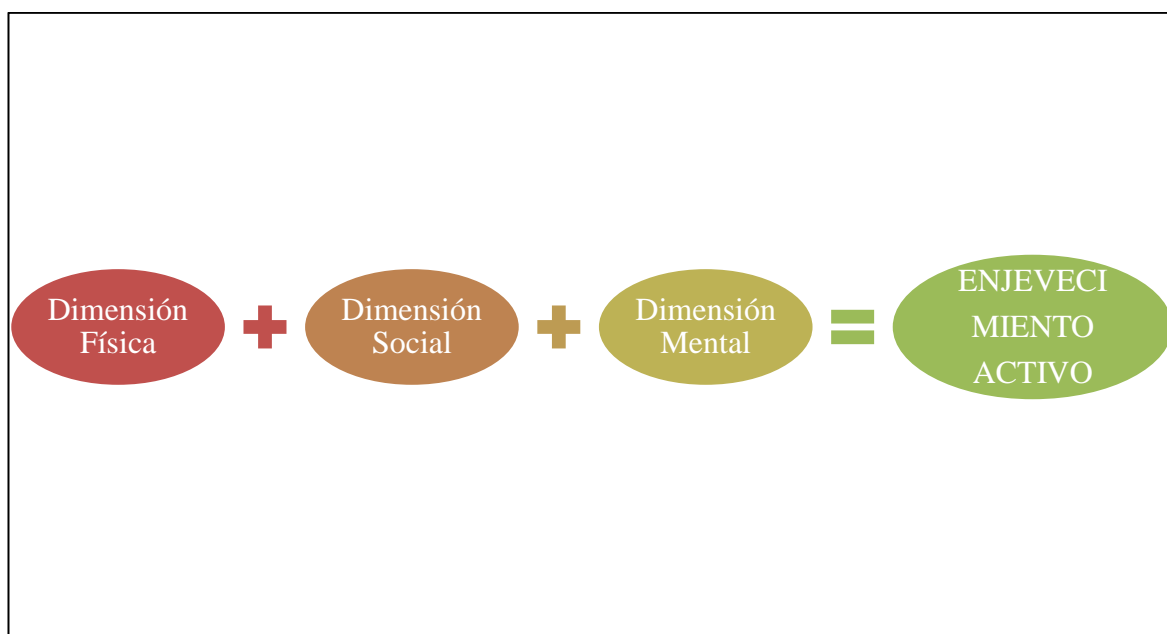 Dimensión
Física
Dimensión
Social
Dimensión
Mental
ENJEVECI
MIENTO
ACTIVO